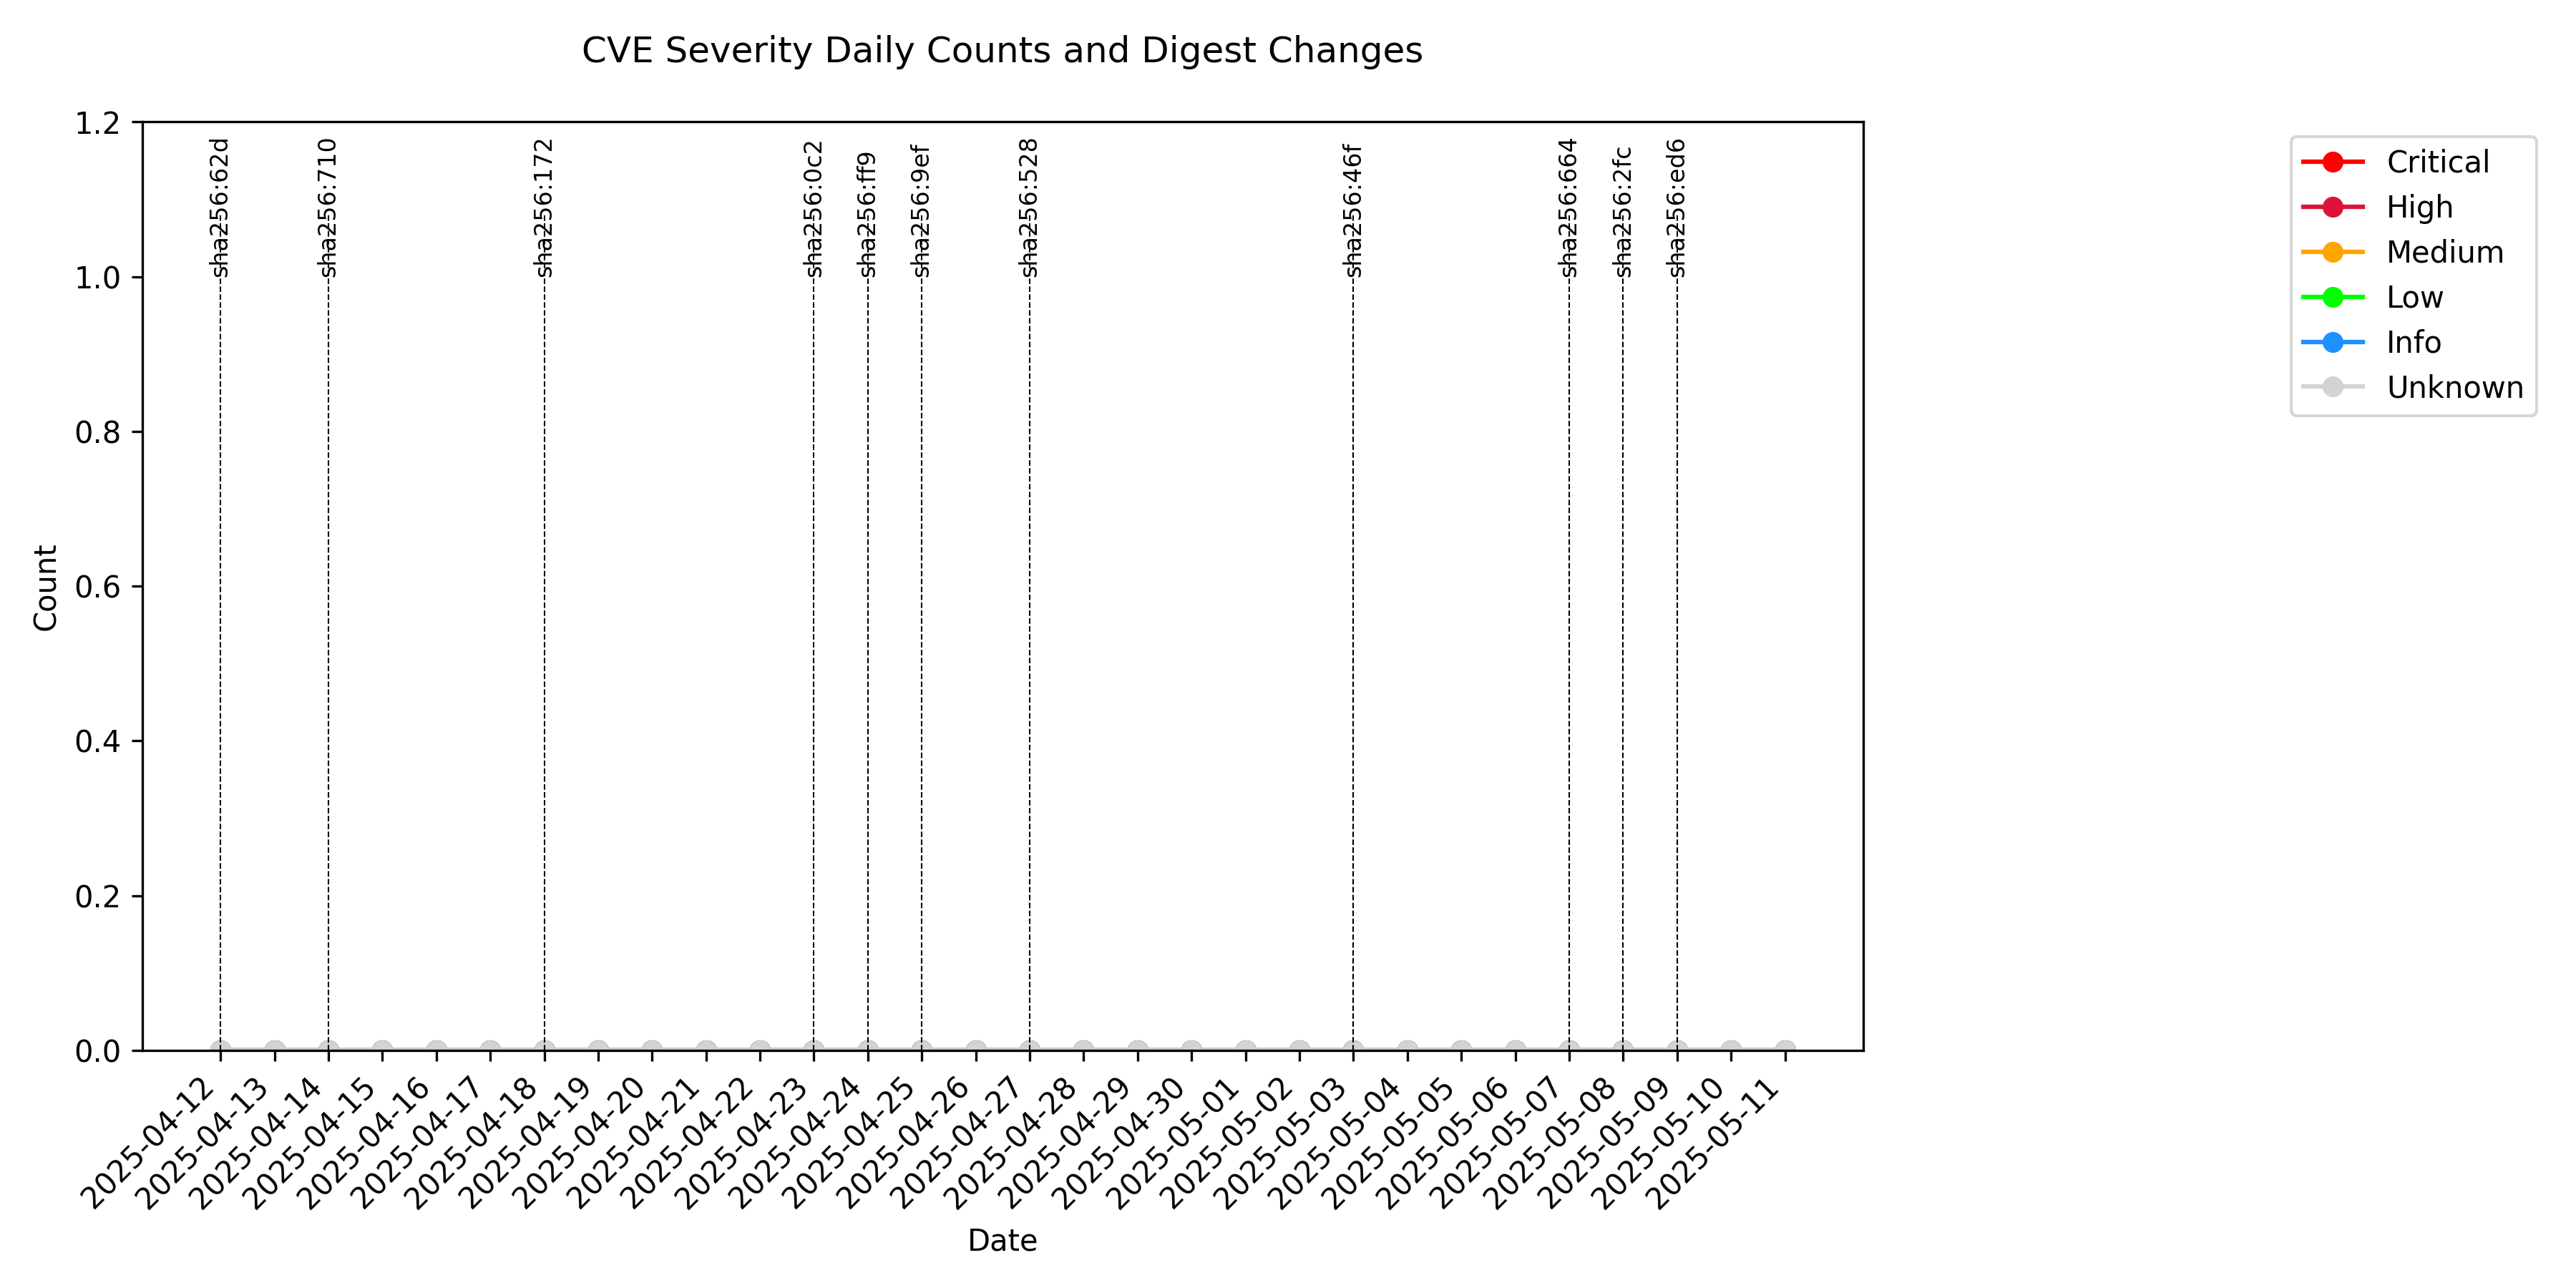 CVE Severity Daily Counts and Digest Changes
1.2
1.0
0.8
0.6
0.4
0.2
0.0
Count
sha256:62d
sha256:710
sha256:172
sha256:0c2
sha256:ff9
sha256:9ef
sha256:528
sha256:46f
sha256:664
sha256:2fc
sha256:ed6
Critical
High
Medium
Low
Info
Unknown
2025-04-12
2025-04-13
2025-04-14
2025-04-15
2025-04-16
2025-04-17
2025-04-18
2025-04-19
2025-04-20
2025-04-21
2025-04-22
2025-04-23
2025-04-24
2025-04-25
2025-04-26
2025-04-27
2025-04-28
2025-04-29
2025-04-30
2025-05-01
2025-05-02
2025-05-03
2025-05-04
2025-05-05
2025-05-06
2025-05-07
2025-05-08
2025-05-09
2025-05-10
2025-05-11
Date